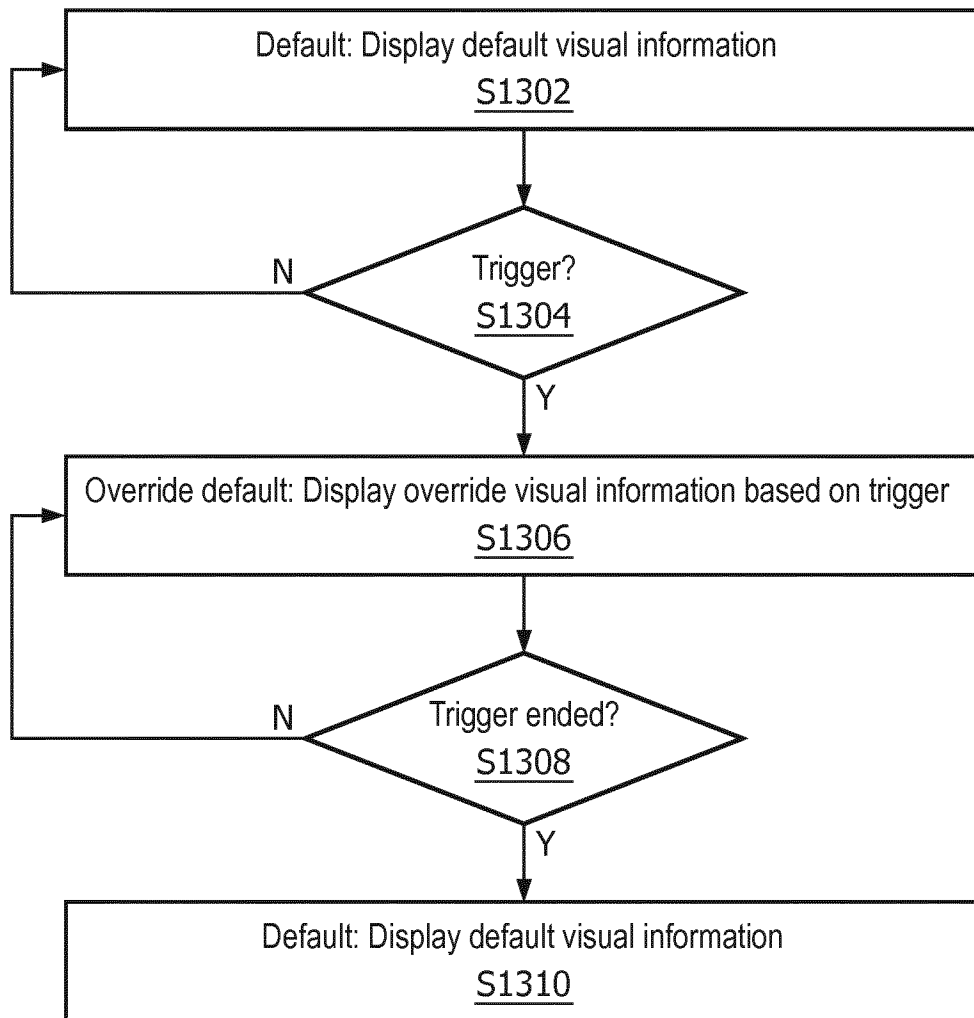 Default: Display default visual information
S1302
Trigger?
S1304
N
Y
Override default: Display override visual information based on trigger
S1306
Trigger ended?
S1308
N
Y
Default: Display default visual information
S1310